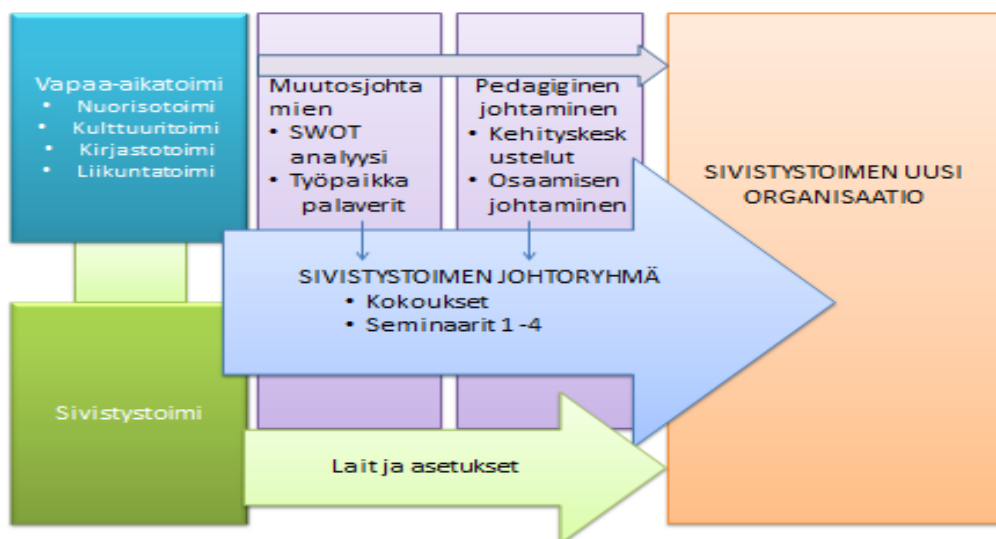 Vapaa-aikatoimi
• Nuorisotoimi
• Kulttuuritoimi
• Kirjastotoimi
• Liikuntatoimi
Muutosjohta
mien
• SWOT
analyysi
• Työpaikka
palaverit
Pedagiginen
johtaminen
• Kehityskesk
ustelut
• Osaamisen
johtaminen
SIVISTYSTOIMEN UUSI
ORGANISAATIO
SIVISTYSTOIMEN JOHTORYHMÄ
• Kokoukset
• Seminaarit 1 -4
Sivistystoimi
Lait ja asetukset